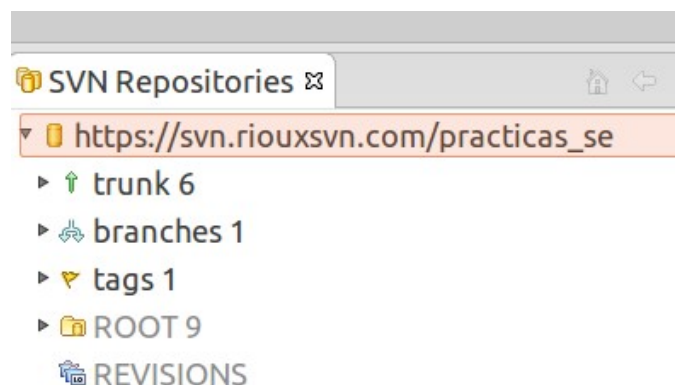 SVN Repositories
https://svn.riouxsvn.com/practicas_se
trunk 6
branches 1
tags 1
ROOT 9
REVISIONS